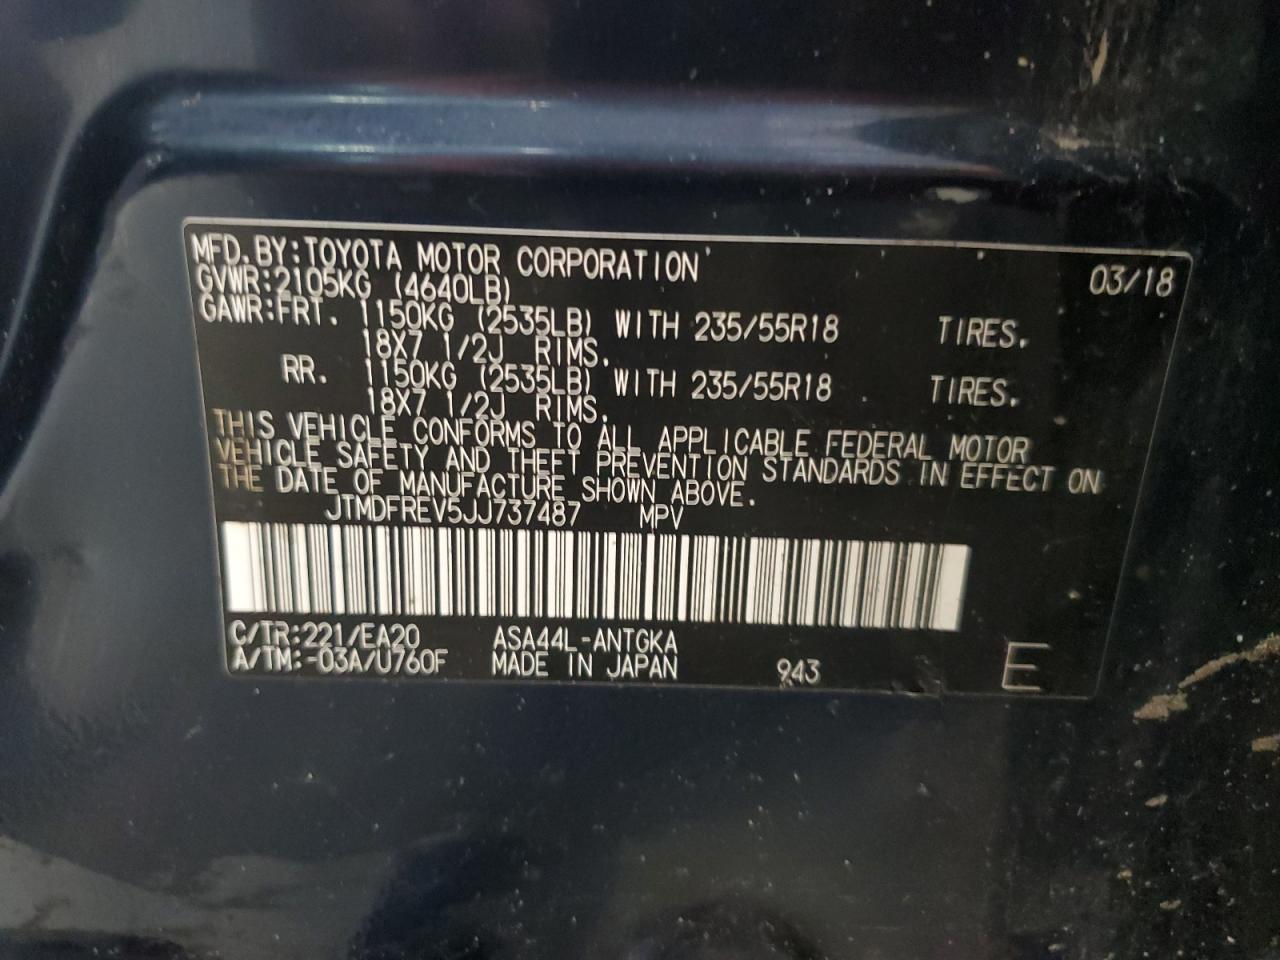 MFD. BY: TOYOTA MOTOR CORPORATION 03/18
GVWR: 2105KG (4640LB)
GAWR: FRT. 1150KG (2535LB) WITH 235/55R18 TIRES.
18X7 1/2J RIMS.
RR. 1150KG (2535LB) WITH 235/55R18 TIRES.
18X7 1/2J RIMS.
THIS VEHICLE CONFORMS TO ALL APPLICABLE FEDERAL MOTOR
VEHICLE SAFETY AND THEFT PREVENTION STANDARDS IN EFFECT ON
THE DATE OF MANUFACTURE SHOWN ABOVE.
JTMDFREV5JJ737487 MPV
C/TR:221/EA20 ASA44L-ANTGKA
A/TM:-03A/U760F MADE IN JAPAN 943 E